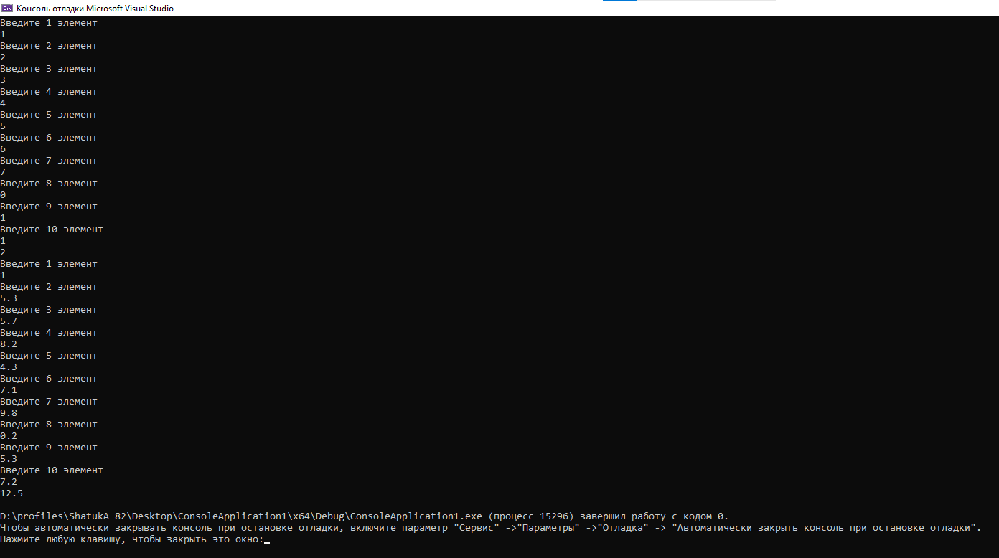 Консоль отладки Microsoft Visual Studio
Введите 1 элемент
1
Введите 2 элемент
2
Введите 3 элемент
3
Введите 4 элемент
4
Введите 5 элемент
5
Введите 6 элемент
6
Введите 7 элемент
7
Введите 8 элемент
0
Введите 9 элемент
1
Введите 10 элемент
1
2
Введите 1 элемент
1
Введите 2 элемент
5.3
Введите 3 элемент
5.7
Введите 4 элемент
8.2
Введите 5 элемент
4.3
Введите 6 элемент
7.1
Введите 7 элемент
9.8
Введите 8 элемент
0.2
Введите 9 элемент
5.3
Введите 10 элемент
7.2
12.5
D:\profiles\ShatukA_82\Desktop\ConsoleApplication1\x64\Debug\ConsoleApplication1.exe (процесс 15296) завершил работу с кодом 0.
Чтобы автоматически закрывать консоль при остановке отладки, включите параметр "Сервис" ->"Параметры" ->"Отладка" -> "Автоматически закрыть консоль при остановке отладки".
Нажмите любую клавишу, чтобы закрыть это окно: